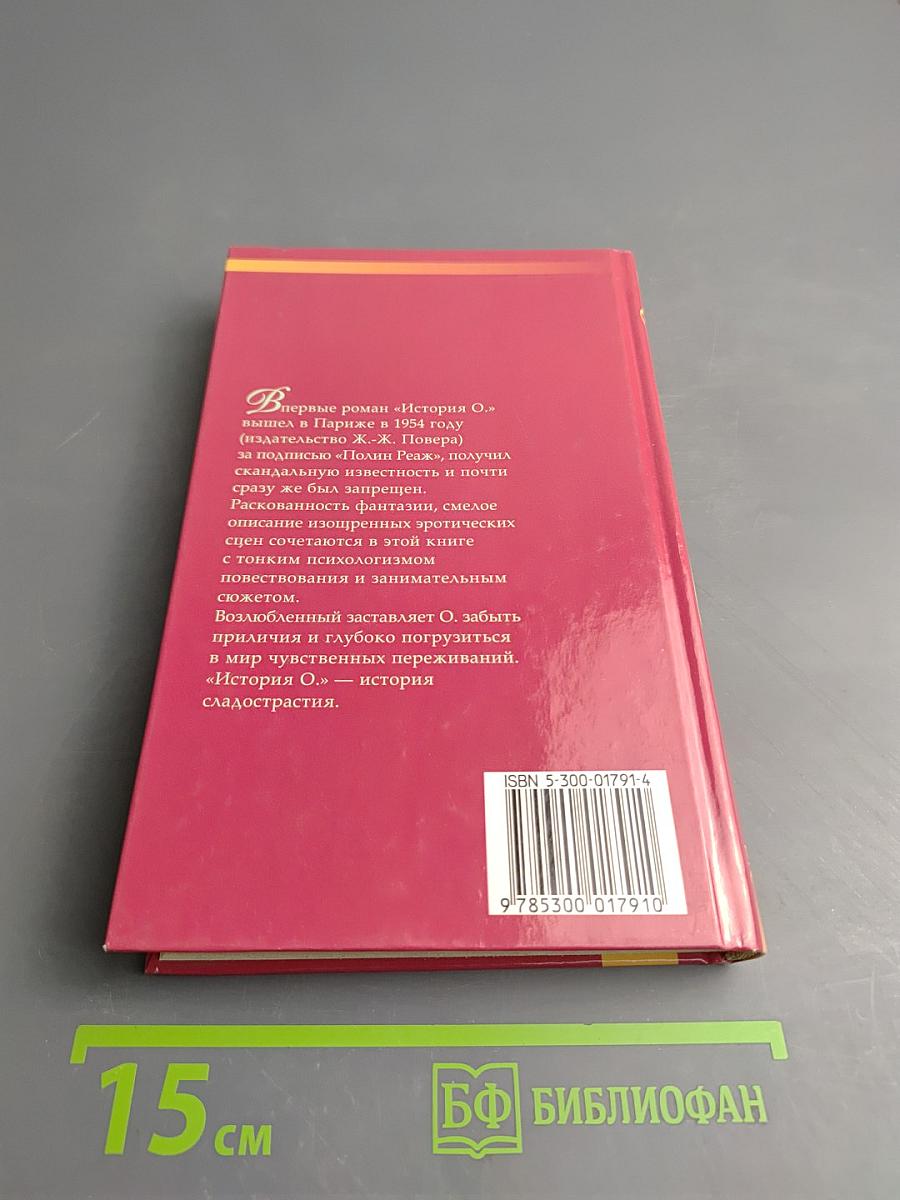 Впервые роман «История О.»
вышел в Париже в 1954 году
(издательство Ж.-Ж. Повера)
за подписью «Полин Реаж», получил
скандальную известность и почти
сразу же был запрещен.
Раскованность фантазии, смелое
описание изощренных эротических
сцен сочетаются в этой книге
с тонким психологизмом
повествования и занимательным
сюжетом.
Возлюбленный заставляет О. забыть
приличия и глубоко погрузиться
в мир чувственных переживаний.
«История О.» — история
сладострастия.
ISBN 5-300-01791-4
9 785300 017910
15 см
БФ БИБЛИОФАН